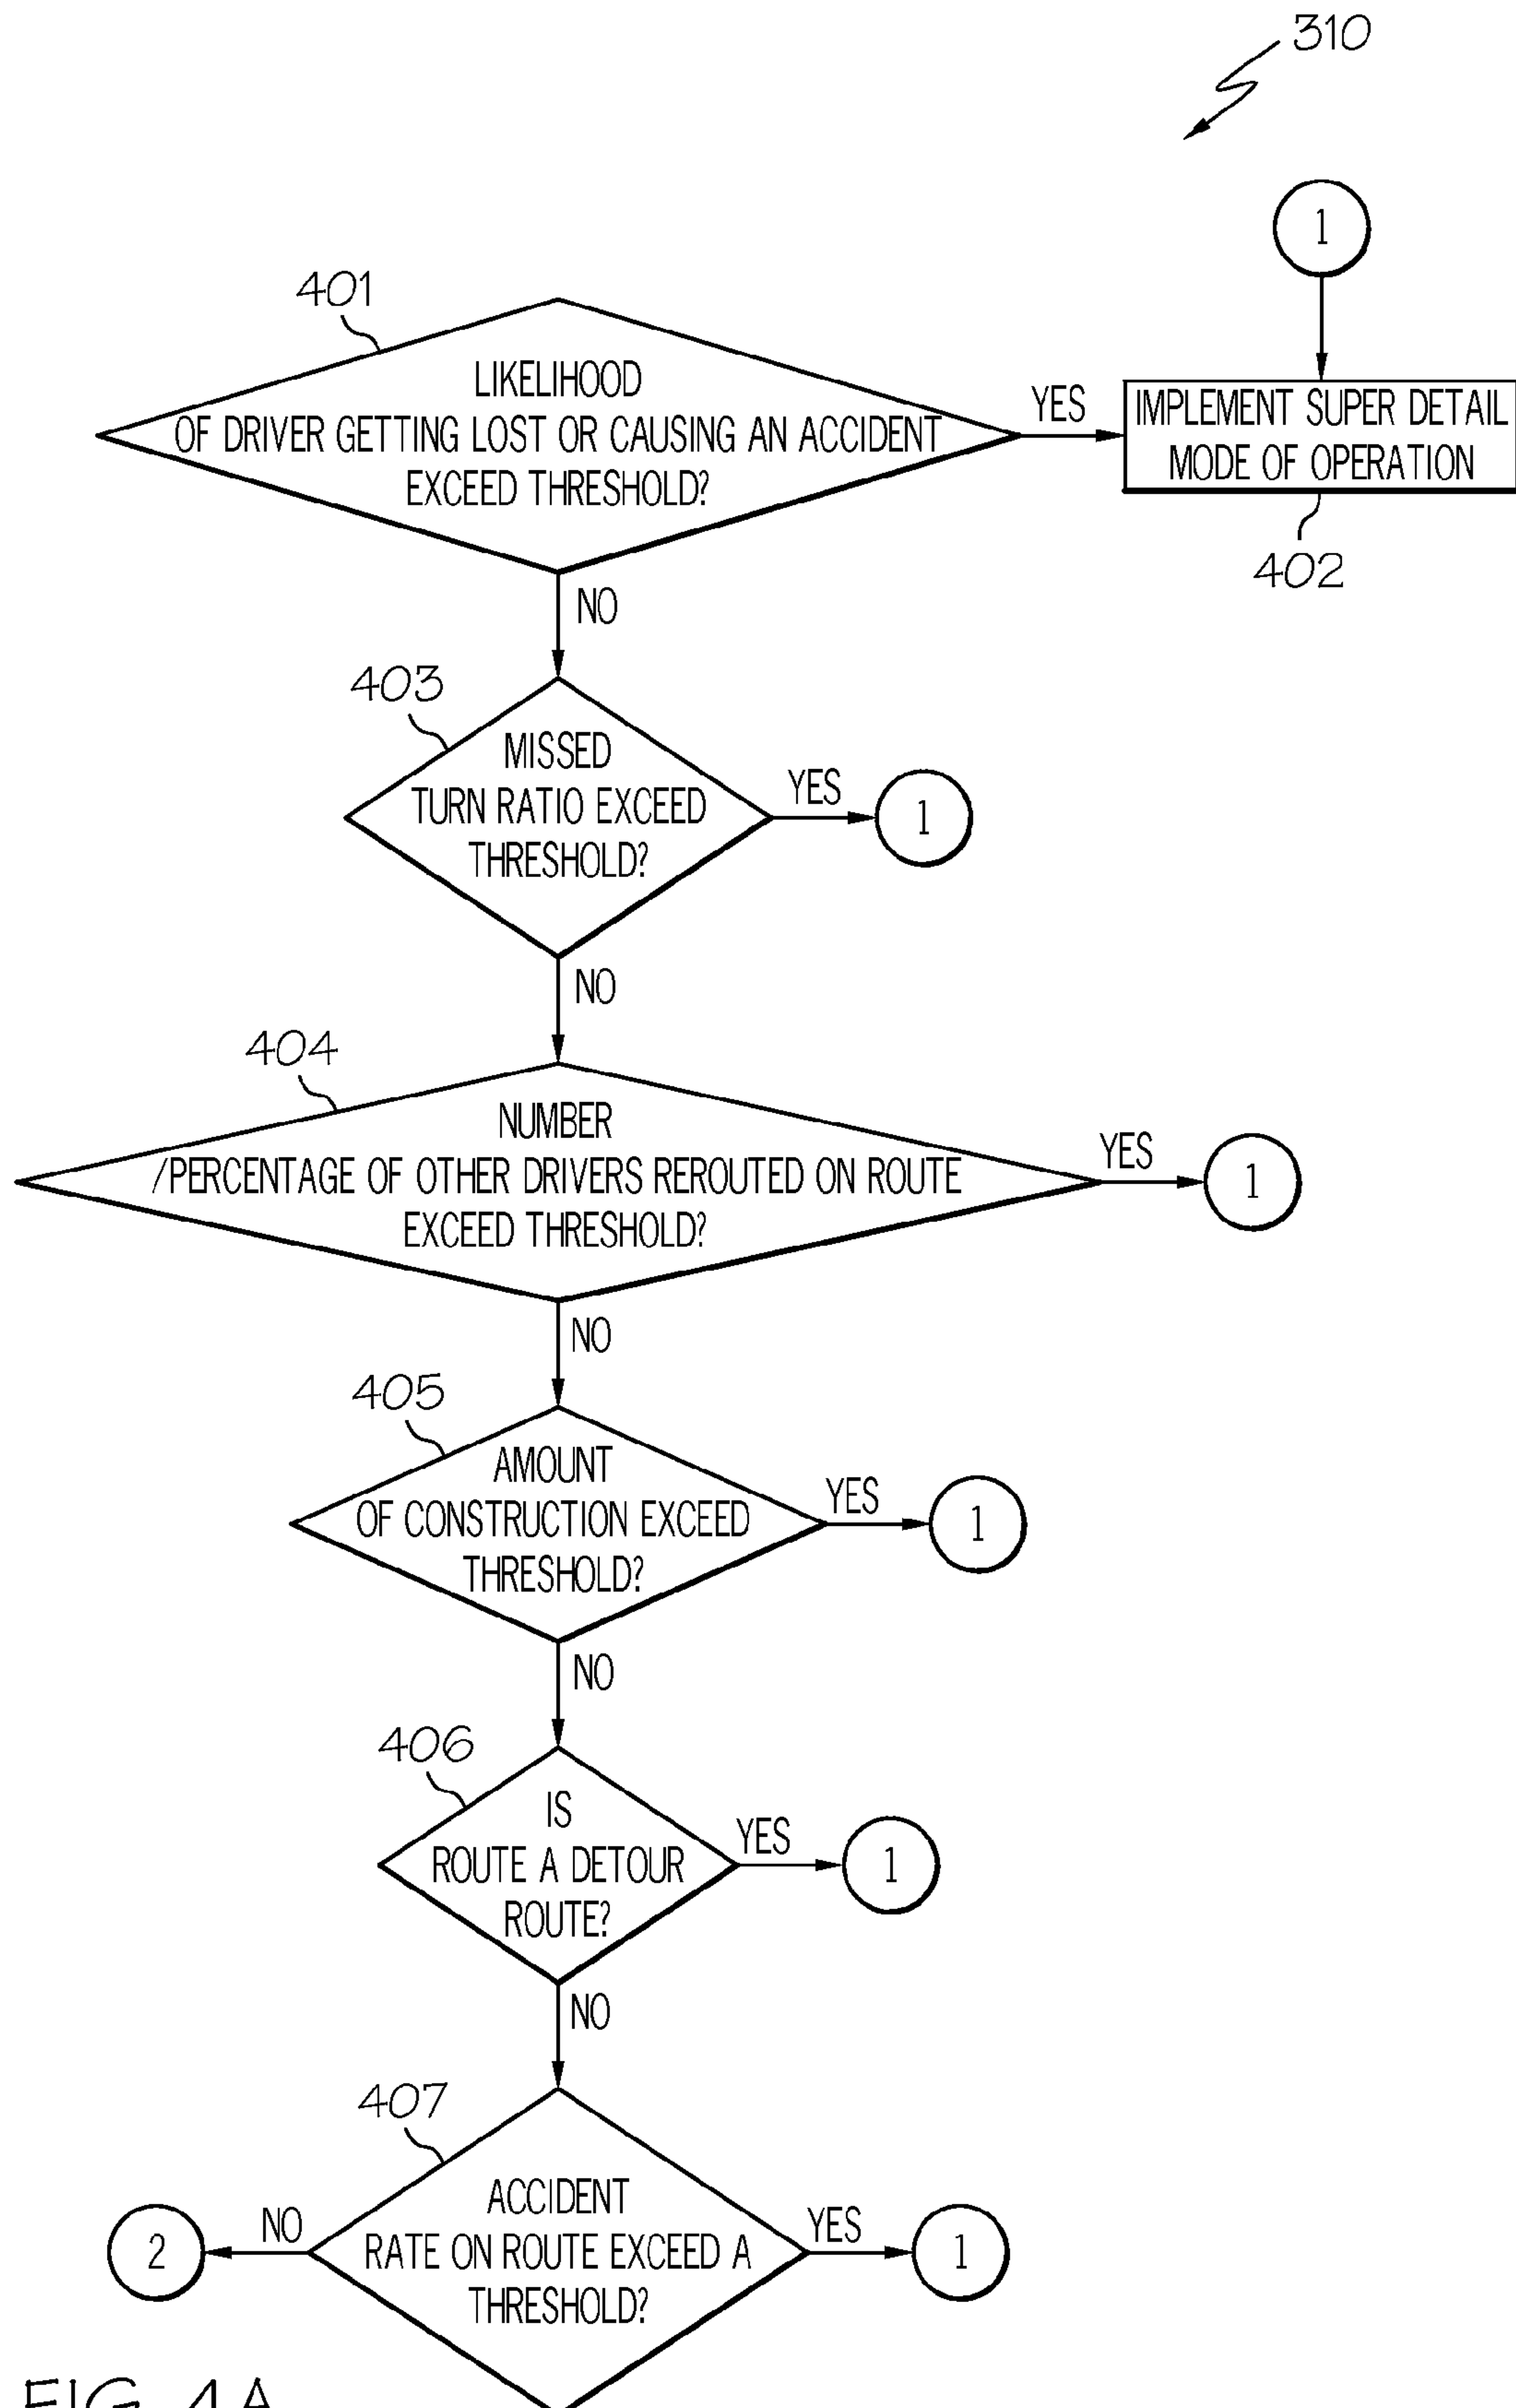 310
1
401
LIKELIHOOD
OF DRIVER GETTING LOST OR CAUSING AN ACCIDENT
EXCEED THRESHOLD?
YES
IMPLEMENT SUPER DETAIL
MODE OF OPERATION
402
NO
403
MISSED
TURN RATIO EXCEED
THRESHOLD?
YES
1
NO
404
NUMBER
/PERCENTAGE OF OTHER DRIVERS REROUTED ON ROUTE
EXCEED THRESHOLD?
YES
1
NO
405
AMOUNT
OF CONSTRUCTION EXCEED
THRESHOLD?
YES
1
NO
406
IS
ROUTE A DETOUR
ROUTE?
YES
1
NO
407
ACCIDENT
RATE ON ROUTE EXCEED A
THRESHOLD?
NO
2
YES
1
FIG. 4A